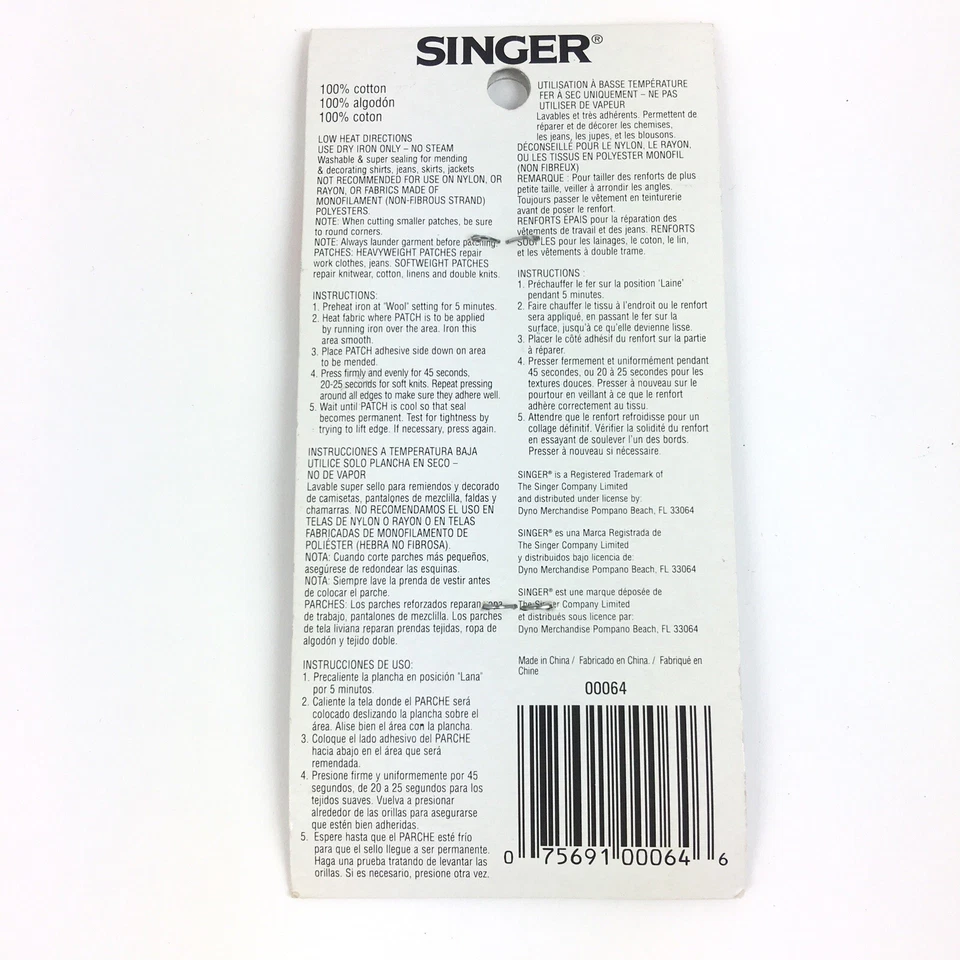 SINGER®
100% cotton
100% algodón
100% coton
LOW HEAT DIRECTIONS
USE DRY IRON ONLY – NO STEAM
Washable & super sealing for mending
& decorating shirts, jeans, skirts, jackets
NOT RECOMMENDED FOR USE ON NYLON, OR
RAYON, OR FABRICS MADE OF
MONOFILAMENT (NON-FIBROUS STRAND)
POLYESTERS.
NOTE: When cutting smaller patches, be sure
to round corners.
NOTE: Always launder garment before patching.
PATCHES: HEAVYWEIGHT PATCHES repair
work clothes, jeans. SOFTWEIGHT PATCHES
repair knitwear, cotton, linens and double knits.
INSTRUCTIONS:
1. Preheat iron at "Wool" setting for 5 minutes.
2. Heat fabric where PATCH is to be applied
by running iron over the area. Iron this
area smooth.
3. Place PATCH adhesive side down on area
to be mended.
4. Press firmly and evenly for 45 seconds,
20-25 seconds for soft knits. Repeat pressing
around all edges to make sure they adhere well.
5. Wait until PATCH is cool so that seal
becomes permanent. Test for tightness by
trying to lift edge. If necessary, press again.
INSTRUCCIONES A TEMPERATURA BAJA
UTILICE SOLO PLANCHA EN SECO –
NO DE VAPOR
Lavable super sello para remiendos y decorado
de camisetas, pantalones de mezclilla, faldas y
chamarras. NO RECOMENDAMOS EL USO EN
TELAS DE NYLON O RAYON O EN TELAS
FABRICADAS DE MONOFILAMENTO DE
POLIÉSTER (HEBRA NO FIBROSA).
NOTA: Cuando corte parches más pequeños,
asegúrese de redondear las esquinas.
NOTA: Siempre lave la prenda de vestir antes
de colocar el parche.
PARCHES: Los parches reforzados reparan ropa
de trabajo, pantalones de mezclilla. Los parches
de tela liviana reparan prendas tejidas, ropa de
algodón y tejido doble.
INSTRUCCIONES DE USO:
1. Precaliente la plancha en posición "Lana"
por 5 minutos.
2. Caliente la tela donde el PARCHE será
colocado deslizando la plancha sobre el
área. Alise bien el área con la plancha.
3. Coloque el lado adhesivo del PARCHE
hacia abajo en el área que será
remendada.
4. Presione firme y uniformemente por 45
segundos, de 20 a 25 segundos para los
tejidos suaves. Vuelva a presionar
alrededor de las orillas para asegurarse
que estén bien adheridas.
5. Espere hasta que el PARCHE esté frío
para que el sello llegue a ser permanente.
Haga una prueba tratando de levantar las
orillas. Si es necesario, presione otra vez.
UTILISATION À BASSE TEMPÉRATURE
FER À SEC UNIQUEMENT – NE PAS
UTILISER DE VAPEUR
Lavables et très adhérents. Permettent de
réparer et de décorer les chemises,
les jeans, les jupes, et les blousons.
DÉCONSEILLÉ POUR LE NYLON, LE RAYON,
OU LES TISSUS EN POLYESTER MONOFIL
(NON FIBREUX)
REMARQUE : Pour tailler des renforts de plus
petite taille, veiller à arrondir les angles.
Toujours passer le vêtement en teinturerie
avant de poser le renfort.
RENFORTS ÉPAIS pour la réparation des
vêtements de travail et des jeans. RENFORTS
SOUPLES pour les lainages, le coton, le lin,
et les vêtements à double trame.
INSTRUCTIONS :
1. Préchauffer le fer sur la position 'Laine'
pendant 5 minutes.
2. Faire chauffer le tissu à l'endroit ou le renfort
sera appliqué, en passant le fer sur la
surface, jusqu'à ce qu'elle devienne lisse.
3. Placer le côté adhésif du renfort sur la partie
à réparer.
4. Presser fermement et uniformément pendant
45 secondes, ou 20 à 25 secondes pour les
textures douces. Presser à nouveau sur le
pourtour en veillant à ce que le renfort
adhère correctement au tissu.
5. Attendre que le renfort refroidisse pour un
collage définitif. Vérifier la solidité du renfort
en essayant de soulever l'un des bords.
Presser à nouveau si nécessaire.
SINGER® is a Registered Trademark of
The Singer Company Limited
and distributed under license by:
Dyno Merchandise Pompano Beach, FL 33064
SINGER® es una Marca Registrada de
The Singer Company Limited
y distribuidos bajo licencia de:
Dyno Merchandise Pompano Beach, FL 33064
SINGER® est une marque déposée de
The Singer Company Limited
et distribués sous licence par:
Dyno Merchandise Pompano Beach, FL 33064
Made in China / Fabricado en China. / Fabriqué en
Chine
00064
0 75691 00064 6